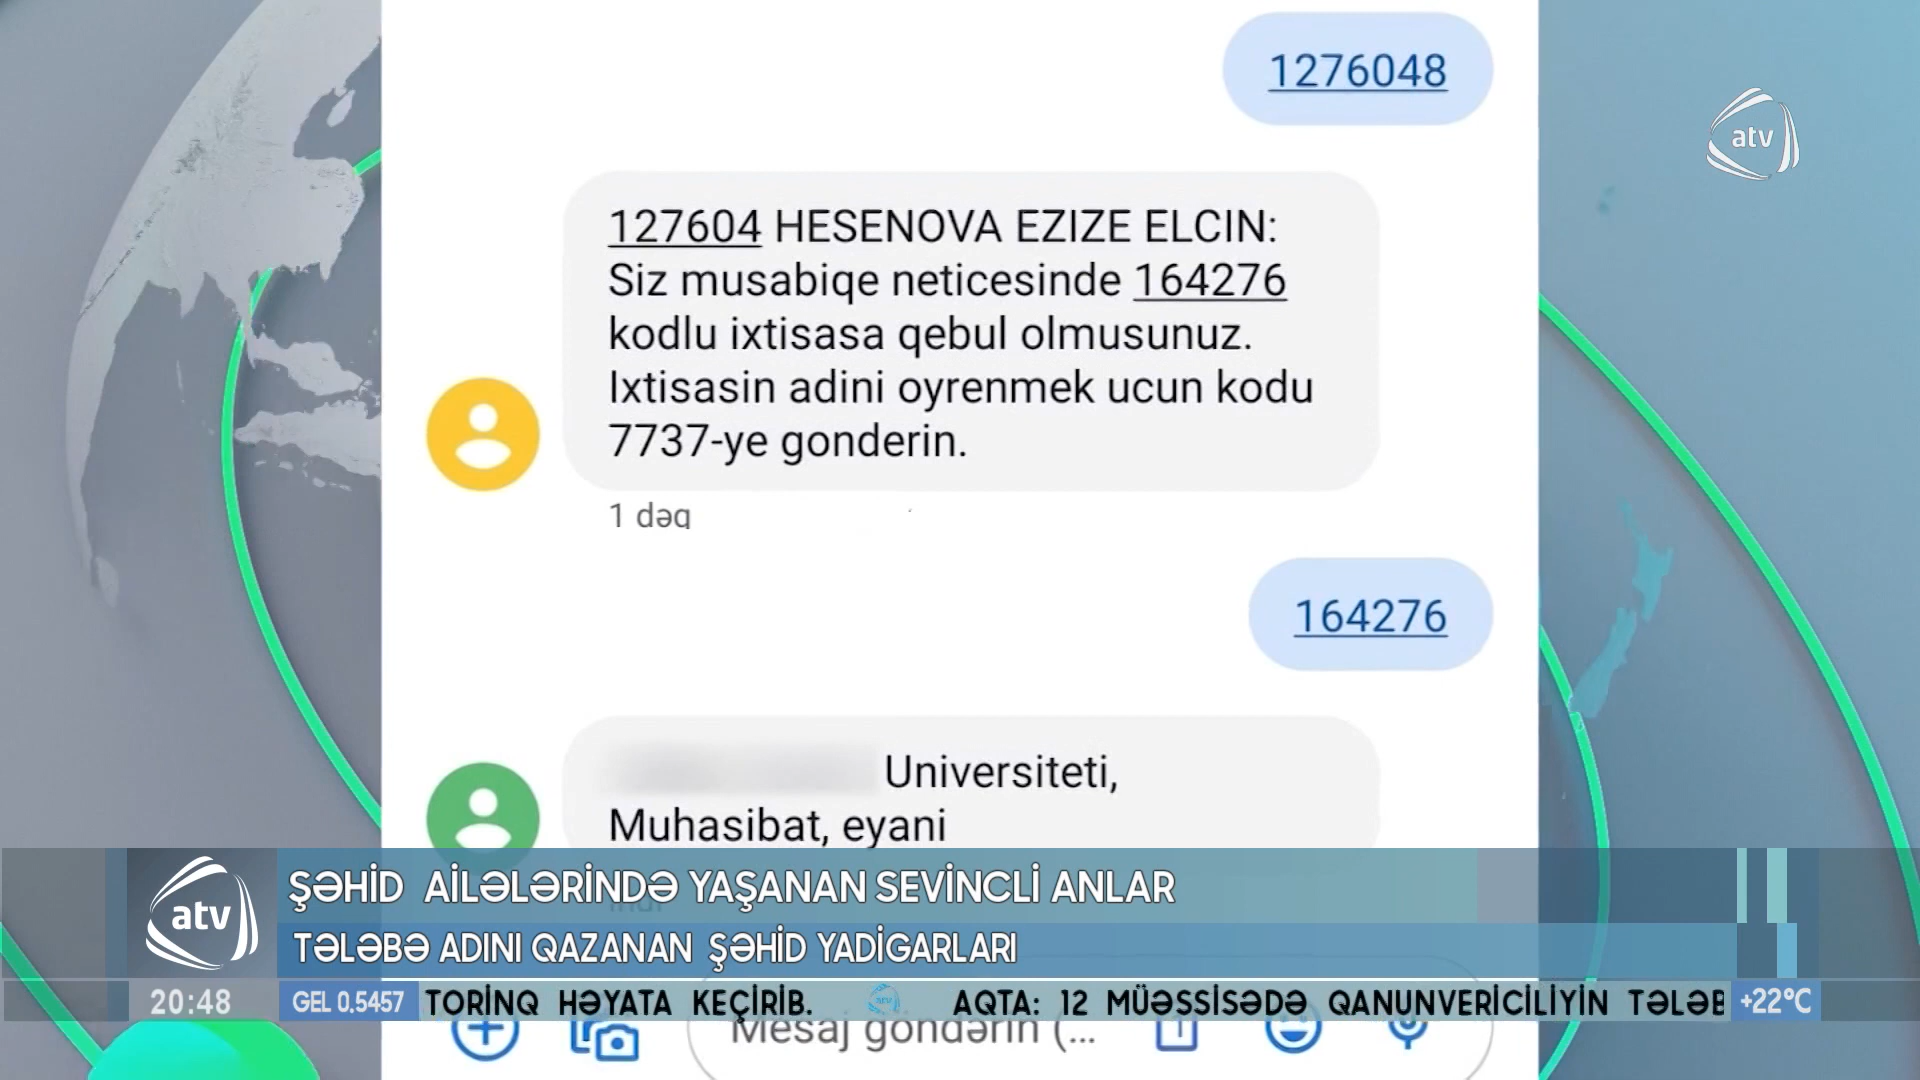 1276048
atv
127604 HESENOVA EZIZE ELCIN:
Siz musabiqe neticesinde 164276
kodlu ixtisasa qebul olmusunuz.
Ixtisasin adini oyrenmek ucun kodu
7737-ye gonderin.
1 dəq
164276
Universiteti,
Muhasibat, eyani
atv
ŞƏHİD AİLƏLƏRİNDƏ YAŞANAN SEVİNCLİ ANLAR
TƏLƏBƏ ADINI QAZANAN ŞƏHİD YADİGARLARI
20:48 GEL 0.5457 TORİNQ HƏYATA KEÇİRİB. atv AQTA: 12 MÜƏSSİSƏDƏ QANUNVERİCİLİYİN TƏLƏB +22°C
Mesaj göndərin (...